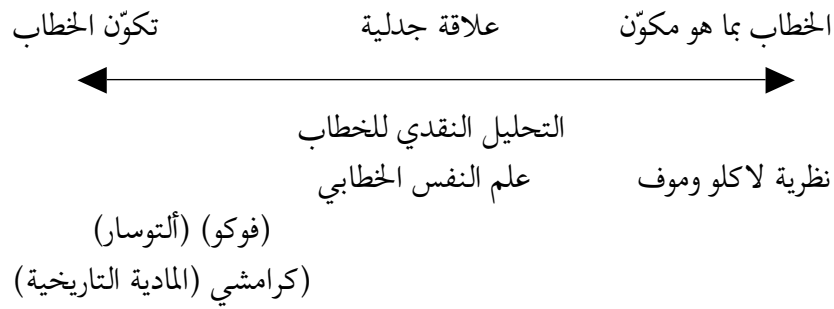 الخطاب بما هو مكوّن علاقة جدلية تكوّن الخطاب
التحليل النقدي للخطاب
نظرية لاكلو وموف علم النفس الخطابي
(فوكو) (ألتوسار)
(كرامشي (المادية التاريخية)